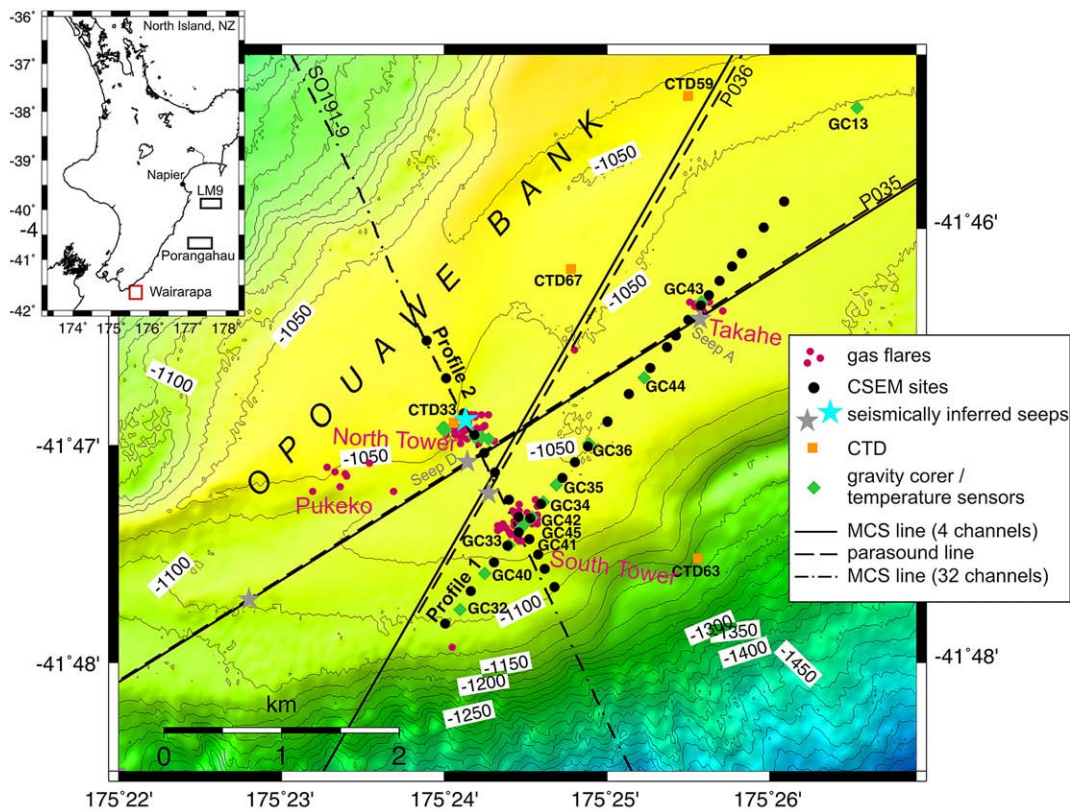 -36°
-37°
-38°
-39°
-40°
-4
-41°
-42°
North Island, NZ
Napier
LM9
Porangahau
Wairarapa
174°
175°
176°
177°
178°
SO191-9
CTD59
P036
GC13
-1050
P035
-41°46'
OPOUAWE BANK
CTD67
-1050
-1050
GC43
Takahe
Seep A
-1100
Profile 2
GC44
CTD33
North Tower
-41°47'
-1050
GC36
-1050
Seep D
Pukeko
GC35
GC34
GC42
GC45
GC33
GC41
South Tower
CTD63
-1100
GC40
Profile 1
GC32
-1100
-1300
-1350
-1400
-1450
-41°48'
-41°48'
-1150
-1200
-1250
km
0
1
2
175°22'
175°23'
175°24'
175°25'
175°26'
gas flares
CSEM sites
seismically inferred seeps
CTD
gravity corer /
temperature sensors
MCS line (4 channels)
parasound line
MCS line (32 channels)